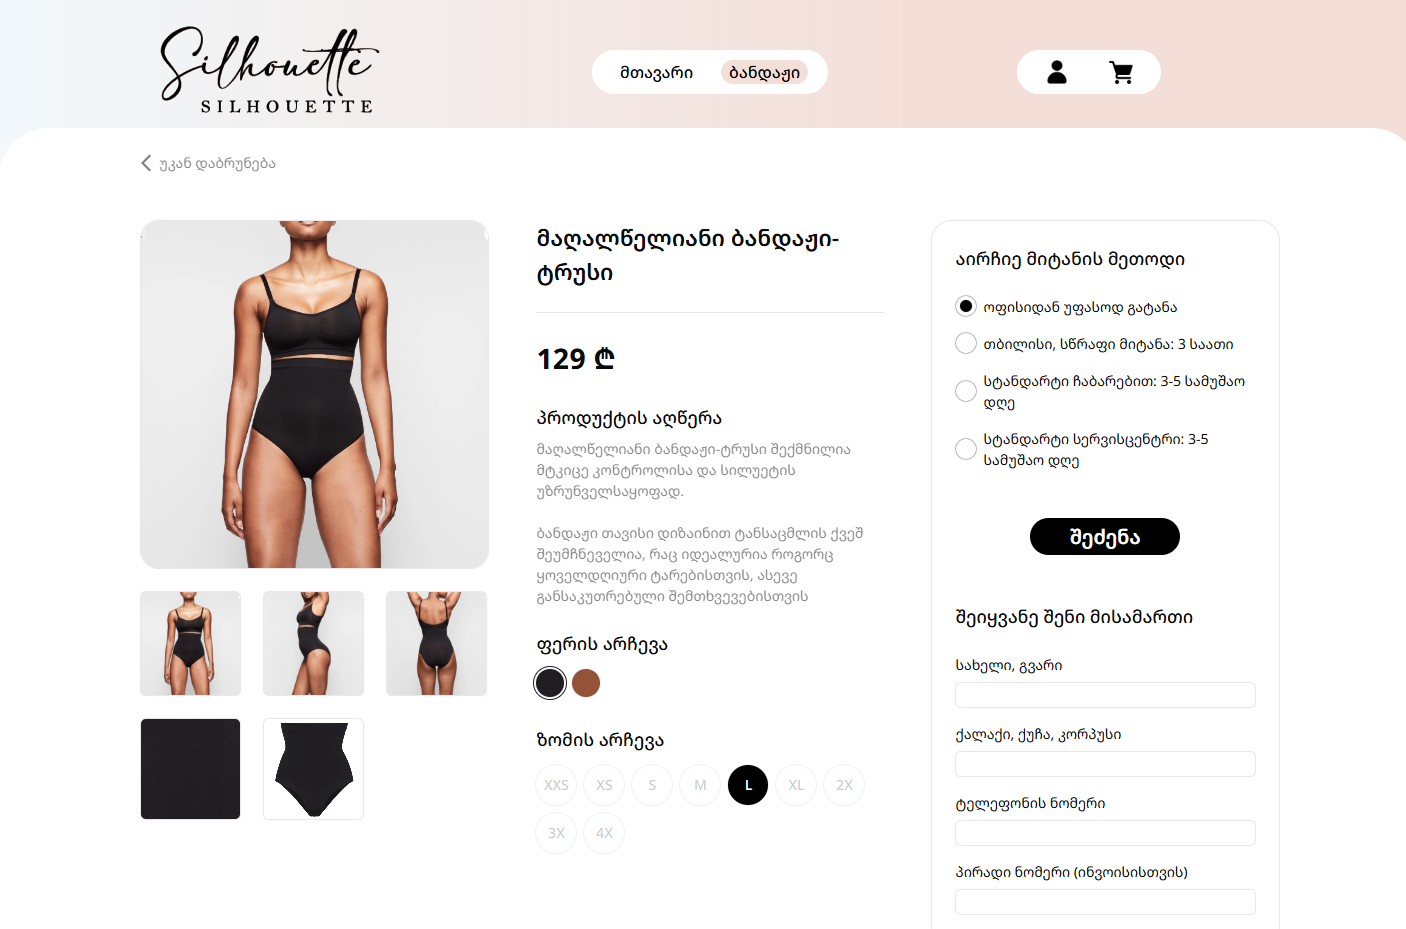 Silhouette
SILHOUETTE
მთავარი
ბანდაჟი
უკან დაბრუნება
მაღალწელიანი ბანდაჟი-
ტრუსი
129 ₾
პროდუქტის აღწერა
მაღალწელიანი ბანდაჟი-ტრუსი შექმნილია
მტკიცე კონტროლისა და სილუეტის
უზრუნველსაყოფად.
ბანდაჟი თავისი დიზაინით ტანსაცმლის ქვეშ
შეუმჩნეველია, რაც იდეალურია როგორც
ყოველდღიური ტარებისთვის, ასევე
განსაკუთრებული შემთხვევებისთვის
ფერის არჩევა
ზომის არჩევა
XXS
XS
S
M
L
XL
2X
3X
4X
აირჩიე მიტანის მეთოდი
ოფისიდან უფასოდ გატანა
თბილისი, სწრაფი მიტანა: 3 საათი
სტანდარტი ჩაბარებით: 3-5 სამუშაო
დღე
სტანდარტი სერვისცენტრი: 3-5
სამუშაო დღე
შეძენა
შეიყვანე შენი მისამართი
სახელი, გვარი
ქალაქი, ქუჩა, კორპუსი
ტელეფონის ნომერი
პირადი ნომერი (ინვოისისთვის)